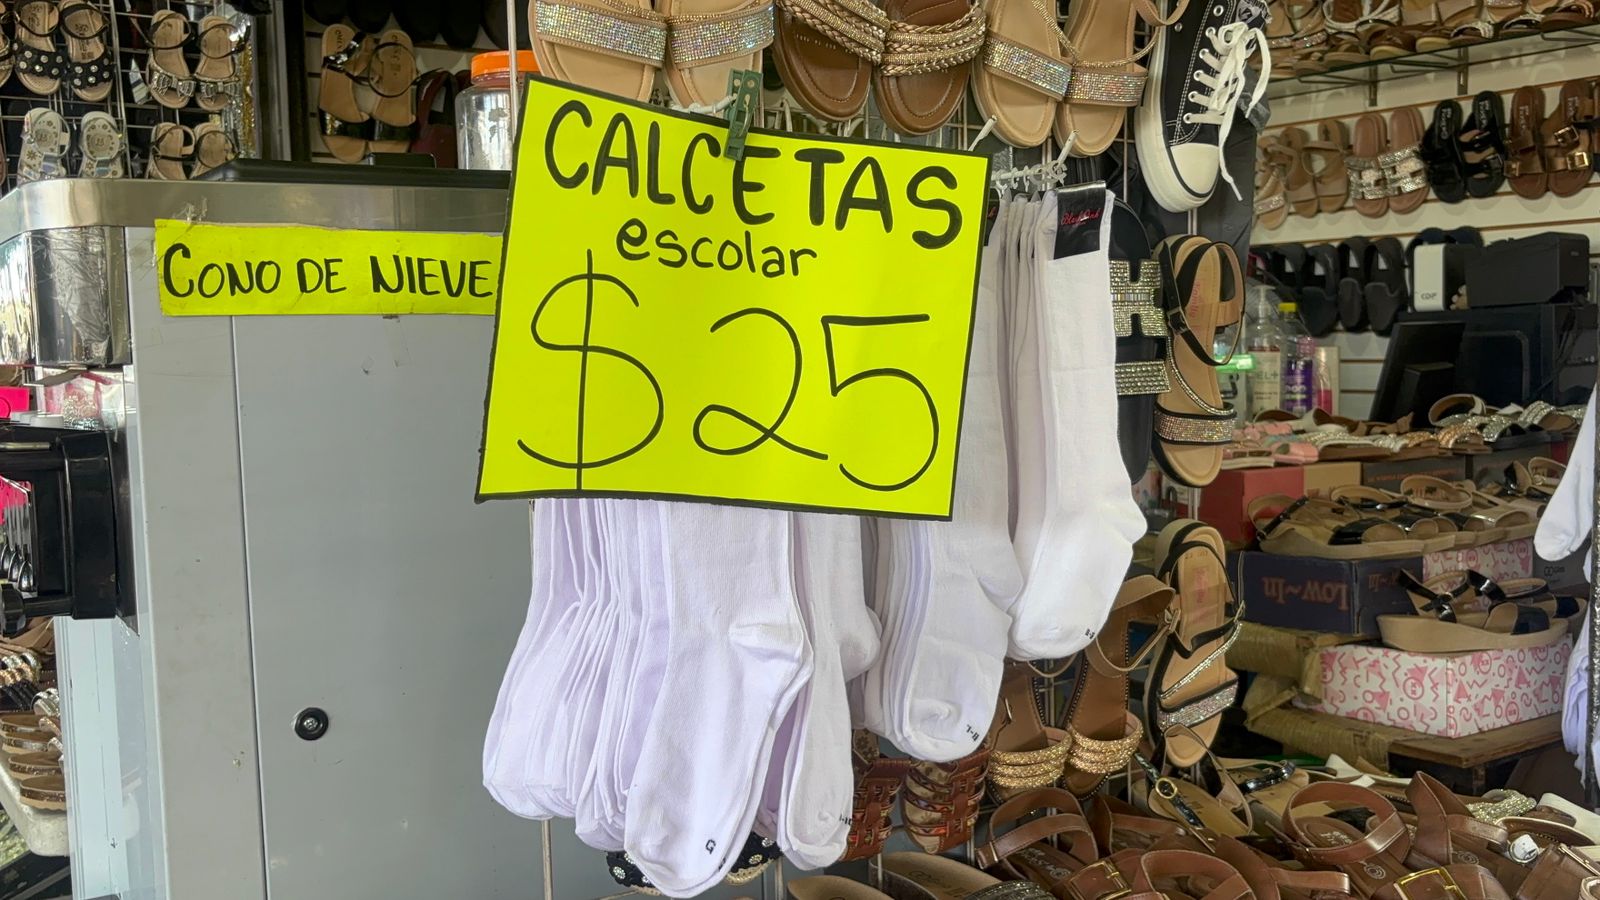 CALCETAS
escolar
$25
CONO DE NIEVE
Low~In